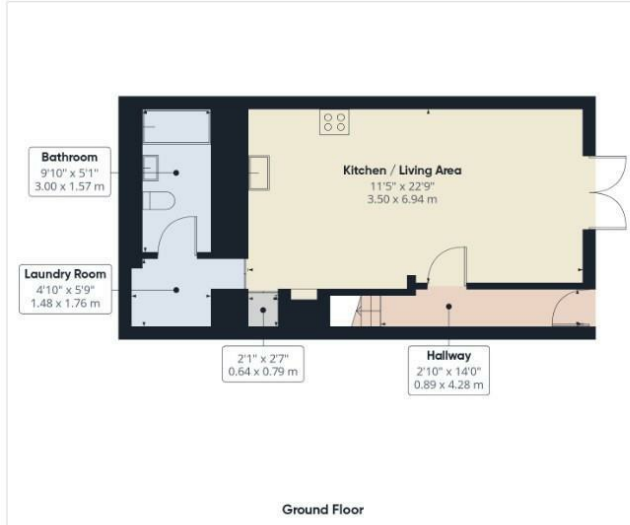 Bathroom
9'10" x 5'1"
3.00 x 1.57 m
Kitchen / Living Area
11'5" x 22'9"
3.50 x 6.94 m
Laundry Room
4'10" x 5'9"
1.48 x 1.76 m
2'1" x 2'7"
0.64 x 0.79 m
Hallway
2'10" x 14'0"
0.89 x 4.28 m
Ground Floor